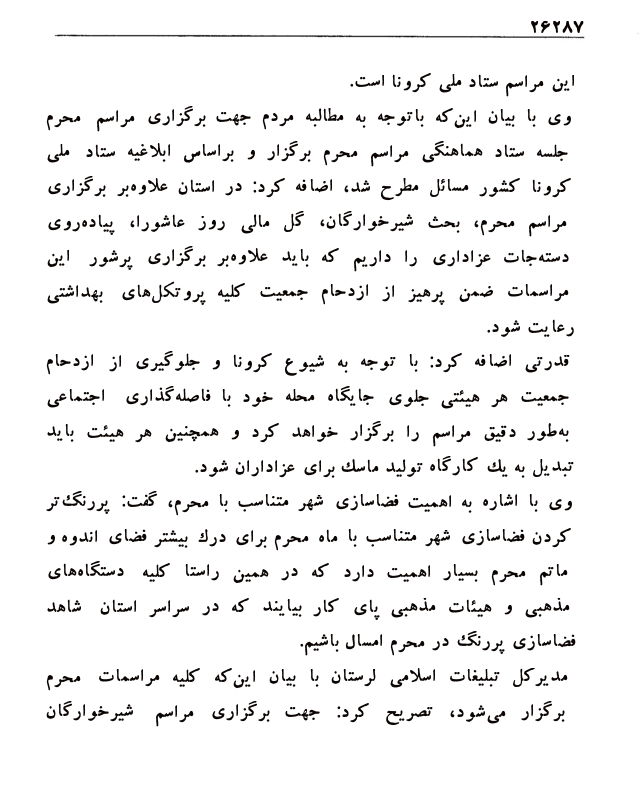 ۲۶۲۸۷
این مراسم ستاد ملی کرونا است.
وی با بیان این‌که باتوجه به مطالبه مردم جهت برگزاری مراسم محرم
جلسه ستاد هماهنگی مراسم محرم برگزار و براساس ابلاغیه ستاد ملی
کرونا کشور مسائل مطرح شد، اضافه کرد: در استان علاوه‌بر برگزاری
مراسم محرم، بحث شیرخوارگان، گل مالی روز عاشورا، پیاده‌روی
دسته‌جات عزاداری را داریم که باید علاوه‌بر برگزاری پرشور این
مراسمات ضمن پرهیز از ازدحام جمعیت کلیه پروتکل‌های بهداشتی
رعایت شود.
قدرتی اضافه کرد: با توجه به شیوع کرونا و جلوگیری از ازدحام
جمعیت هر هیئتی جلوی جایگاه محله خود با فاصله‌گذاری اجتماعی
به‌طور دقیق مراسم را برگزار خواهد کرد و همچنین هر هیئت باید
تبدیل به یك کارگاه تولید ماسك برای عزاداران شود.
وی با اشاره به اهمیت فضاسازی شهر متناسب با محرم، گفت: پررنگ‌تر
کردن فضاسازی شهر متناسب با ماه محرم برای درك بیشتر فضای اندوه و
ماتم محرم بسیار اهمیت دارد که در همین راستا کلیه دستگاه‌های
مذهبی و هیئات مذهبی پای کار بیایند که در سراسر استان شاهد
فضاسازی پررنگ در محرم امسال باشیم.
مدیرکل تبلیغات اسلامی لرستان با بیان این‌که کلیه مراسمات محرم
برگزار می‌شود، تصریح کرد: جهت برگزاری مراسم شیرخوارگان